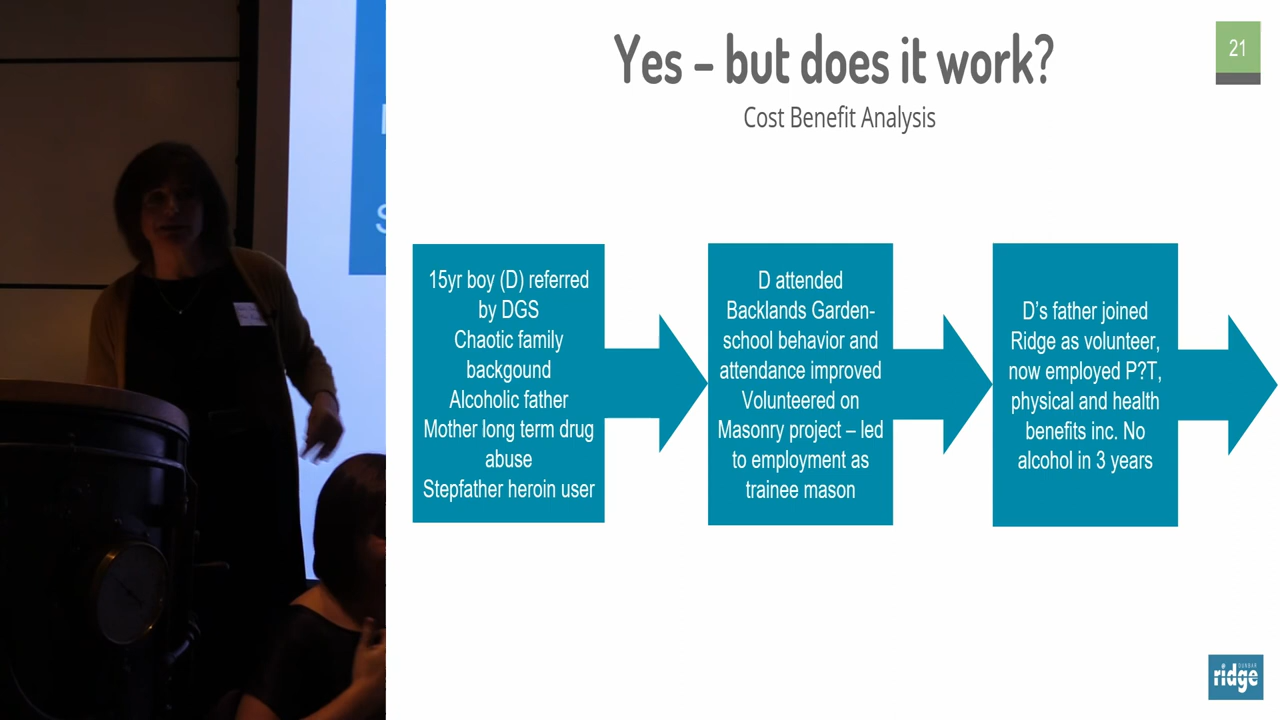 Yes – but does it work?
21
Cost Benefit Analysis
15yr boy (D) referred
by DGS
Chaotic family
backgound
Alcoholic father
Mother long term drug
abuse
Stepfather heroin user
D attended
Backlands Garden-
school behavior and
attendance improved
Volunteered on
Masonry project – led
to employment as
trainee mason
D's father joined
Ridge as volunteer,
now employed P?T,
physical and health
benefits inc. No
alcohol in 3 years
DUNBAR
ridge